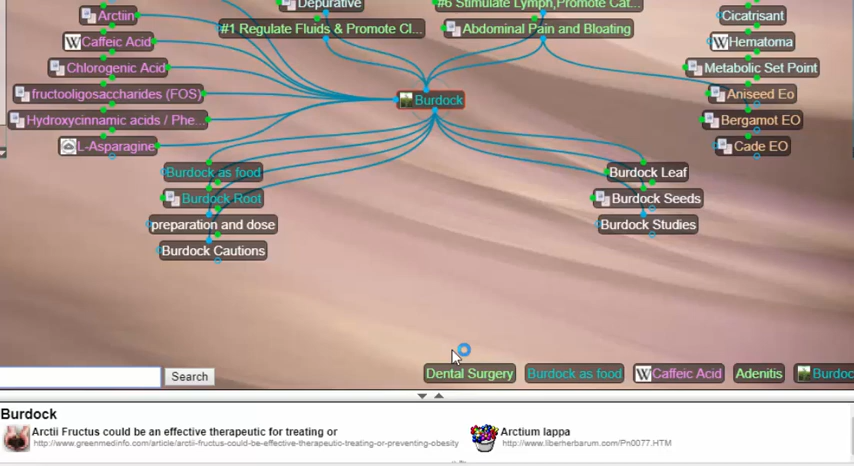 Depurative
#6 Stimulate Lymph,Promote Cat...
Arctiin
Cicatrisant
#1 Regulate Fluids & Promote Cl...
Abdominal Pain and Bloating
Caffeic Acid
Hematoma
Chlorogenic Acid
Metabolic Set Point
fructooligosaccharides (FOS)
Burdock
Aniseed Eo
Hydroxycinnamic acids / Phe...
Bergamot EO
L-Asparagine
Cade EO
Burdock as food
Burdock Leaf
Burdock Root
Burdock Seeds
preparation and dose
Burdock Studies
Burdock Cautions
Search
Dental Surgery
Burdock as food
Caffeic Acid
Adenitis
Burdoc
Burdock
Arctii Fructus could be an effective therapeutic for treating or
http://www.greenmedinfo.com/article/arctii-fructus-could-be-effective-therapeutic-treating-or-preventing-obesity
Arctium lappa
http://www.liberherbarum.com/Pn0077.HTM